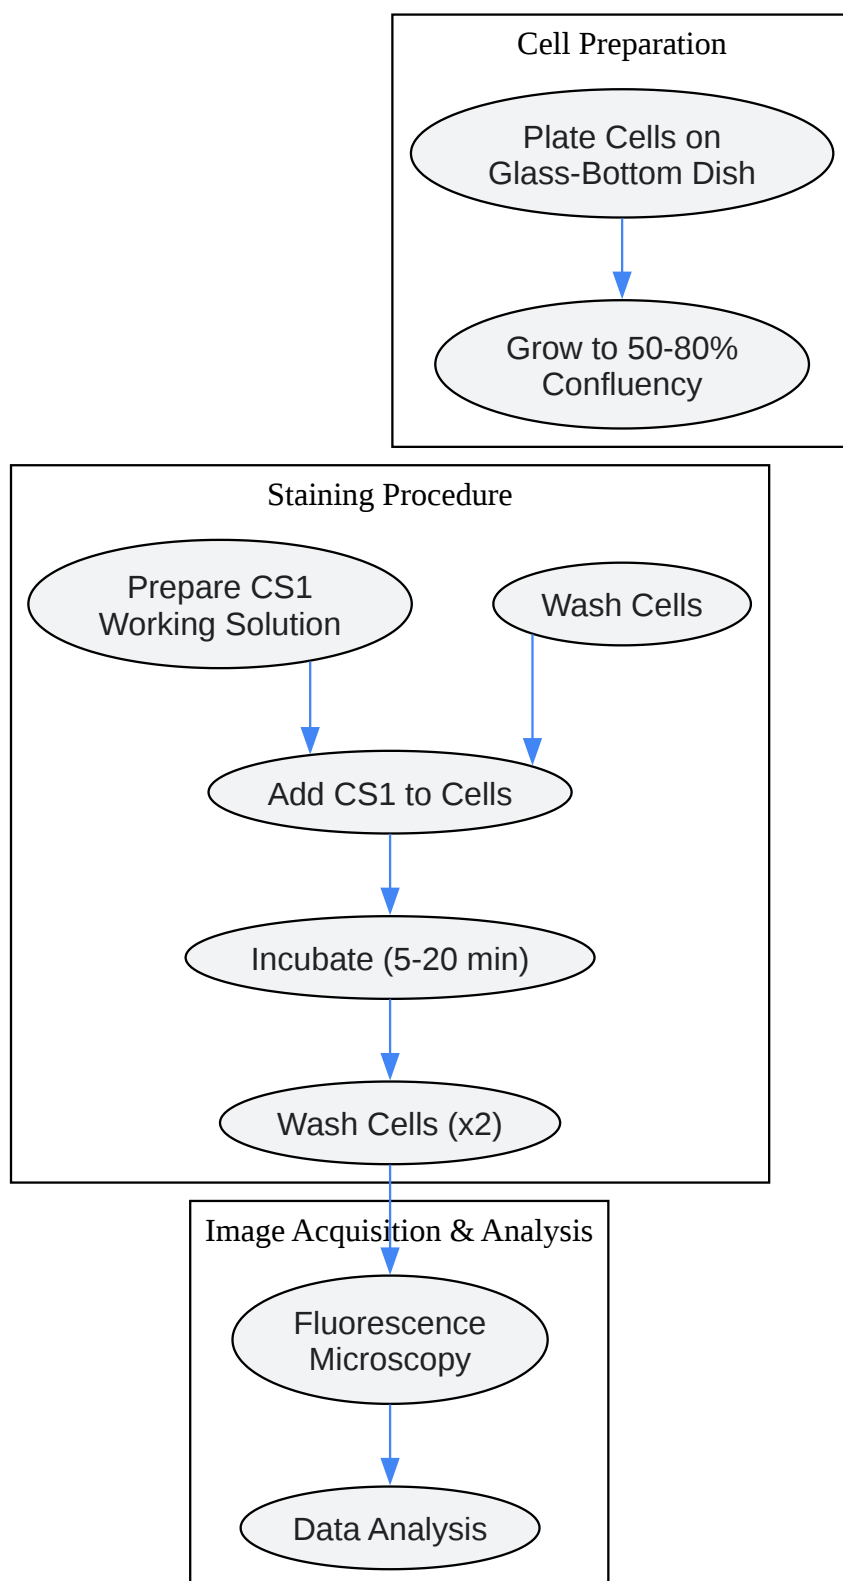 Cell Preparation
Plate Cells on
Glass-Bottom Dish
Grow to 50-80%
Confluency
Staining Procedure
Prepare CS1
Working Solution
Wash Cells
Add CS1 to Cells
Incubate (5-20 min)
Wash Cells (x2)
Image Acquisition & Analysis
Fluorescence
Microscopy
Data Analysis